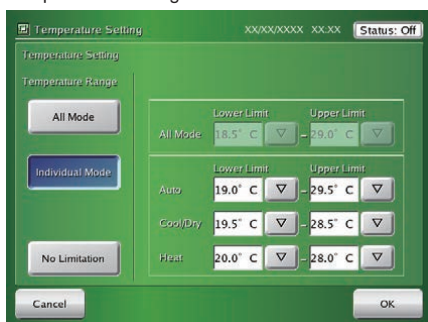 Temperature Setting XX/XX/XXXX XX:XX Status: Off
Temperature Setting
Temperature Range
All Mode
Individual Mode
No Limitation
Lower Limit Upper Limit
All Mode 18.5° C – 29.0° C
Lower Limit Upper Limit
Auto 19.0° C – 29.5° C
Cool/Dry 19.5° C – 28.5° C
Heat 20.0° C – 28.0° C
Cancel OK